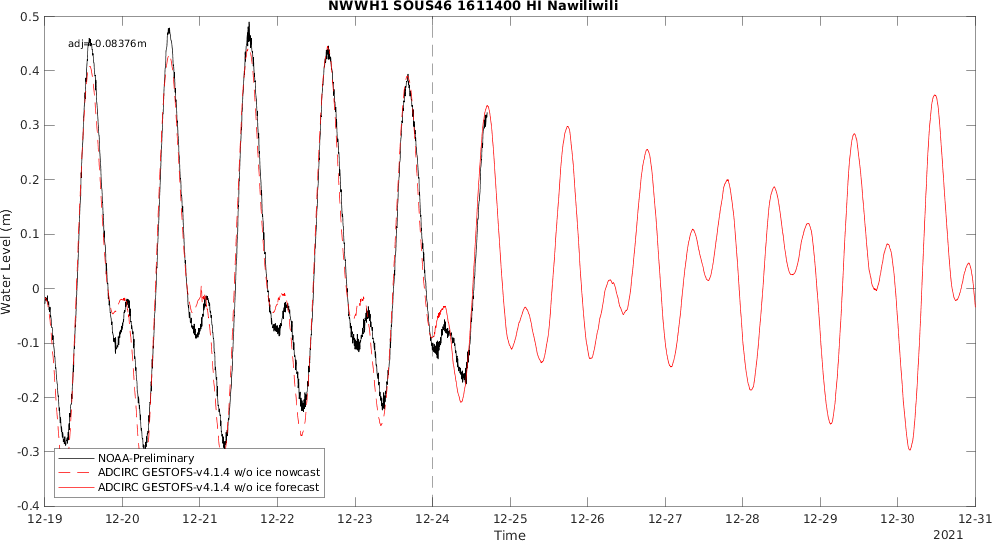 NWWH1 SOUS46 1611400 HI Nawiliwili
adj=-0.08376m
Water Level (m)
0.5
0.4
0.3
0.2
0.1
0
-0.1
-0.2
-0.3
-0.4
NOAA-Preliminary
ADCIRC GESTOFS-v4.1.4 w/o ice nowcast
ADCIRC GESTOFS-v4.1.4 w/o ice forecast
12-19 12-20 12-21 12-22 12-23 12-24 12-25 12-26 12-27 12-28 12-29 12-30 12-31
Time
2021